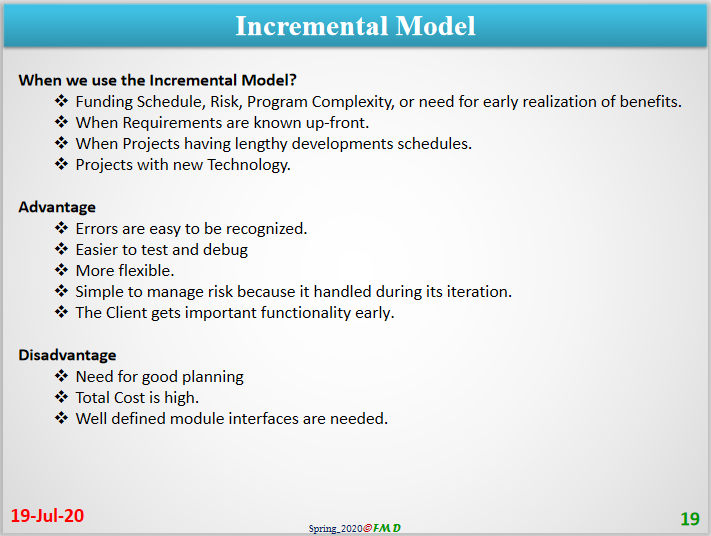 Incremental Model
When we use the Incremental Model?
❖ Funding Schedule, Risk, Program Complexity, or need for early realization of benefits.
❖ When Requirements are known up-front.
❖ When Projects having lengthy developments schedules.
❖ Projects with new Technology.
Advantage
❖ Errors are easy to be recognized.
❖ Easier to test and debug
❖ More flexible.
❖ Simple to manage risk because it handled during its iteration.
❖ The Client gets important functionality early.
Disadvantage
❖ Need for good planning
❖ Total Cost is high.
❖ Well defined module interfaces are needed.
19-Jul-20
Spring_2020©FMD
19